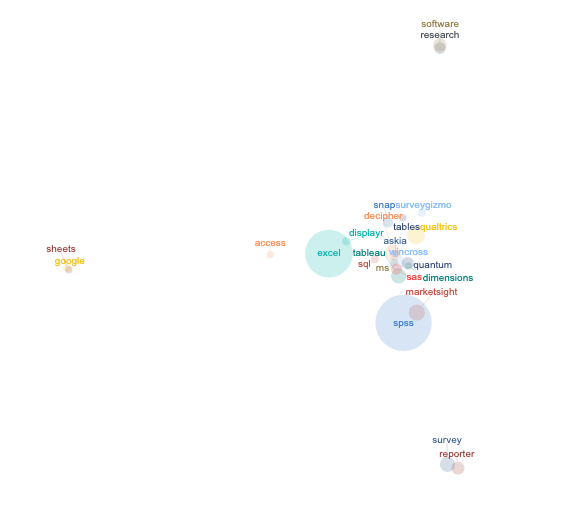 software
research
snap surveygizmo
decipher
tables qualtrics
displayr
askia
access
sheets
excel
tableau wincross
google
sql
ms
quantum
sas dimensions
marketsight
spss
survey
reporter